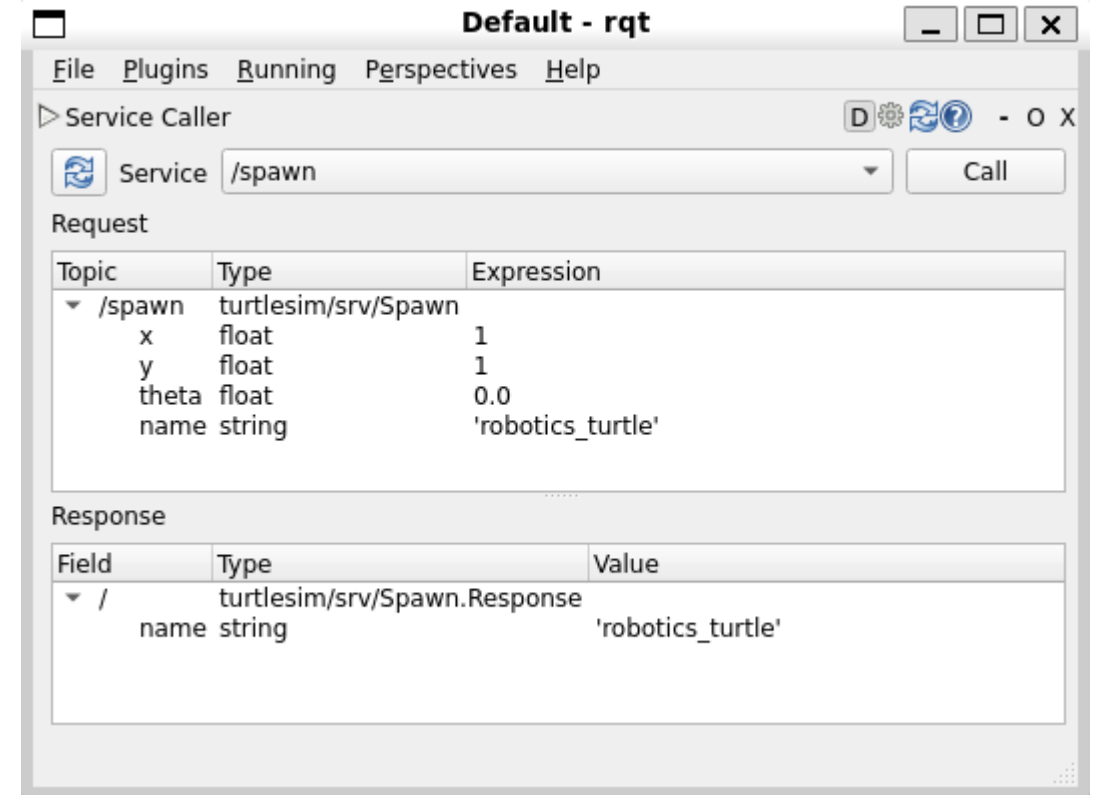 Default - rqt
File Plugins Running Perspectives Help
Service Caller D - O X
Service /spawn Call
Request
Topic Type Expression
/spawn turtlesim/srv/Spawn
x float 1
y float 1
theta float 0.0
name string 'robotics_turtle'
Response
Field Type Value
/ turtlesim/srv/Spawn.Response
name string 'robotics_turtle'